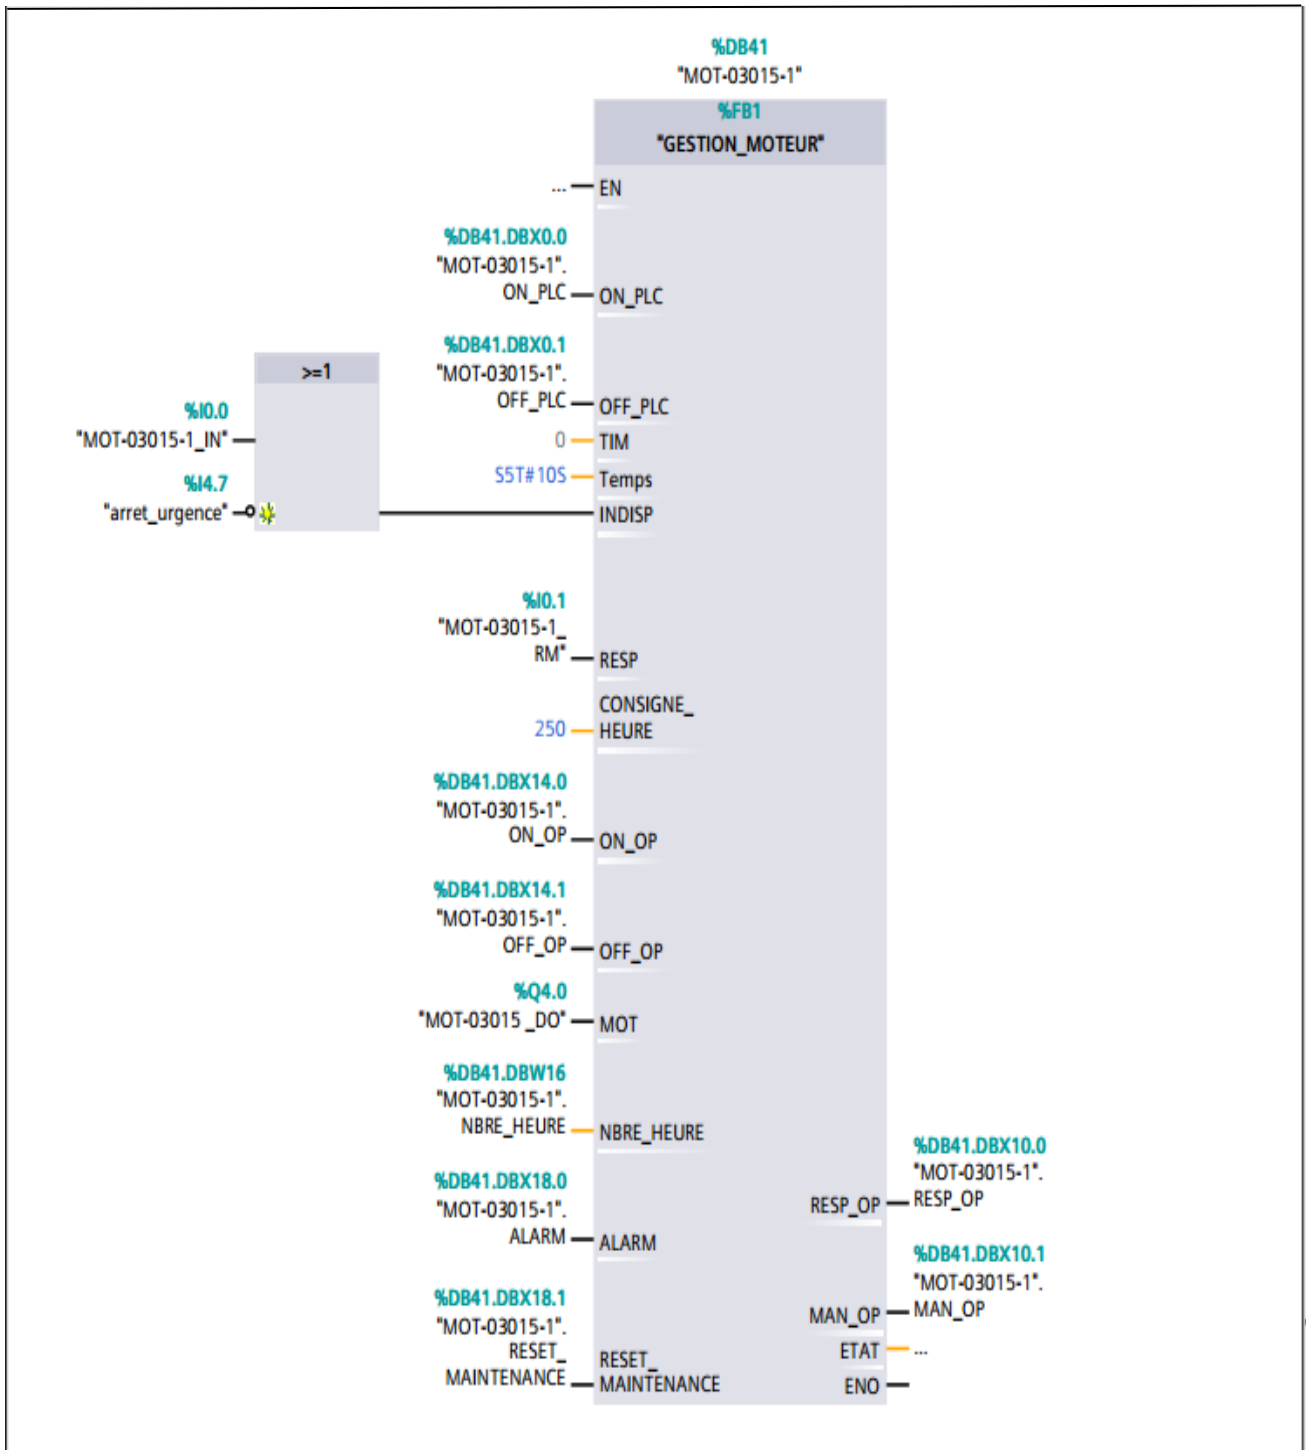 %DB41
"MOT-03015-1"
%FB1
"GESTION_MOTEUR"
... EN
%DB41.DBX0.0
"MOT-03015-1".
ON_PLC ON_PLC
%DB41.DBX0.1
"MOT-03015-1".
OFF_PLC OFF_PLC
>=1
%I0.0
"MOT-03015-1_IN"
%I4.7
"arret_urgence"
0 TIM
S5T#10S Temps
INDISP
%I0.1
"MOT-03015-1_
RM" RESP
CONSIGNE_
250 HEURE
%DB41.DBX14.0
"MOT-03015-1".
ON_OP ON_OP
%DB41.DBX14.1
"MOT-03015-1".
OFF_OP OFF_OP
%Q4.0
"MOT-03015 _DO" MOT
%DB41.DBW16
"MOT-03015-1".
NBRE_HEURE NBRE_HEURE
%DB41.DBX18.0
"MOT-03015-1".
ALARM ALARM
%DB41.DBX18.1
"MOT-03015-1".
RESET_ RESET_
MAINTENANCE MAINTENANCE
%DB41.DBX10.0
"MOT-03015-1".
RESP_OP RESP_OP
%DB41.DBX10.1
"MOT-03015-1".
MAN_OP MAN_OP
ETAT ...
ENO